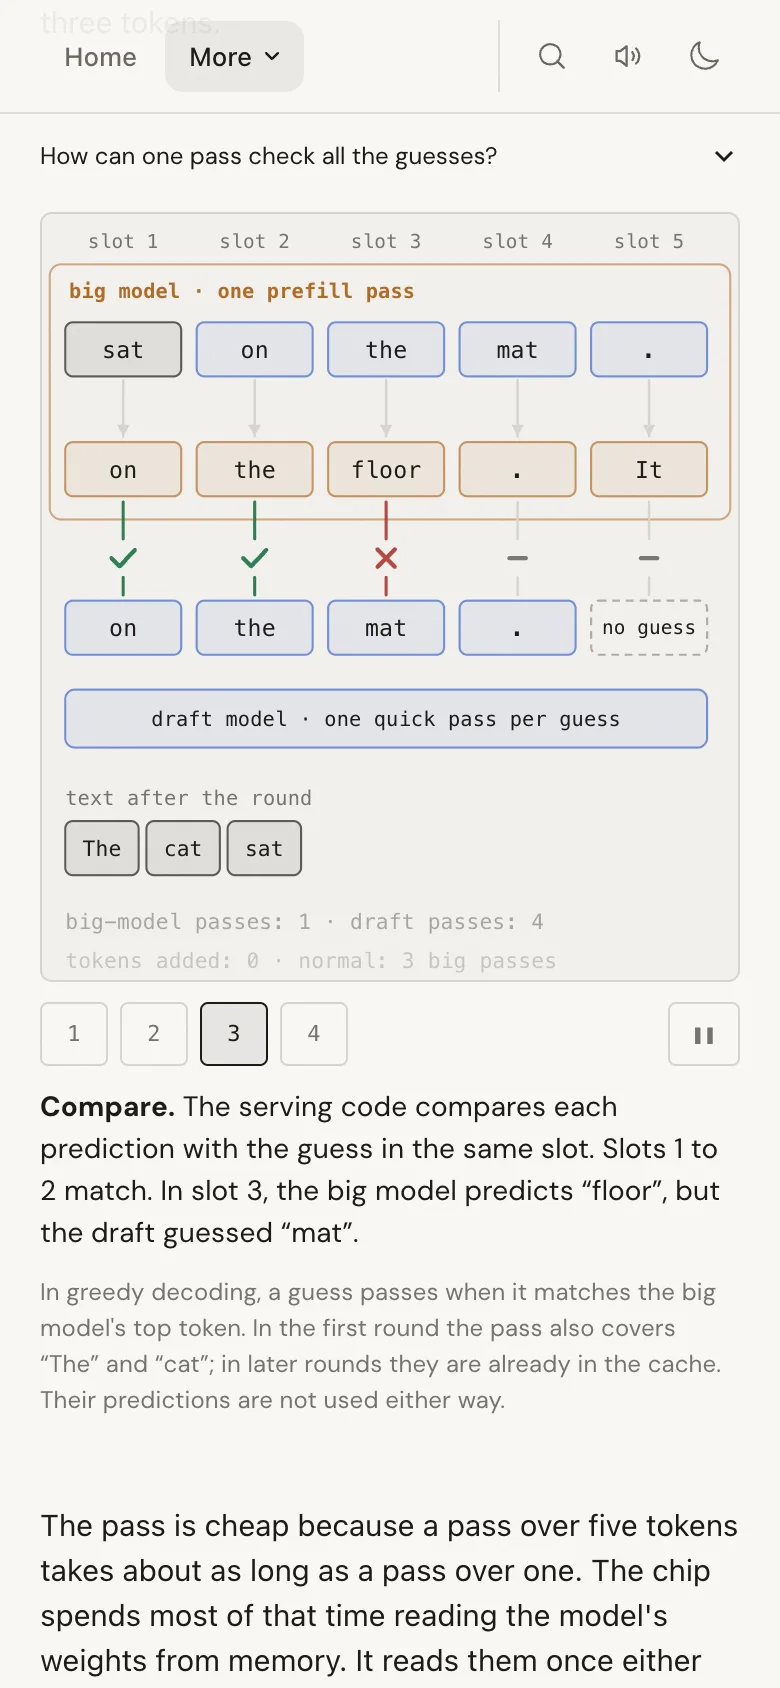 three tokens.
Home More
How can one pass check all the guesses?
slot 1 slot 2 slot 3 slot 4 slot 5
big model · one prefill pass
sat on the mat .
on the floor . It
on the mat . no guess
draft model · one quick pass per guess
text after the round
The cat sat
big-model passes: 1 · draft passes: 4
tokens added: 0 · normal: 3 big passes
1 2 3 4
Compare. The serving code compares each
prediction with the guess in the same slot. Slots 1 to
2 match. In slot 3, the big model predicts “floor”, but
the draft guessed “mat”.
In greedy decoding, a guess passes when it matches the big
model's top token. In the first round the pass also covers
“The” and “cat”; in later rounds they are already in the cache.
Their predictions are not used either way.
The pass is cheap because a pass over five tokens
takes about as long as a pass over one. The chip
spends most of that time reading the model's
weights from memory. It reads them once either